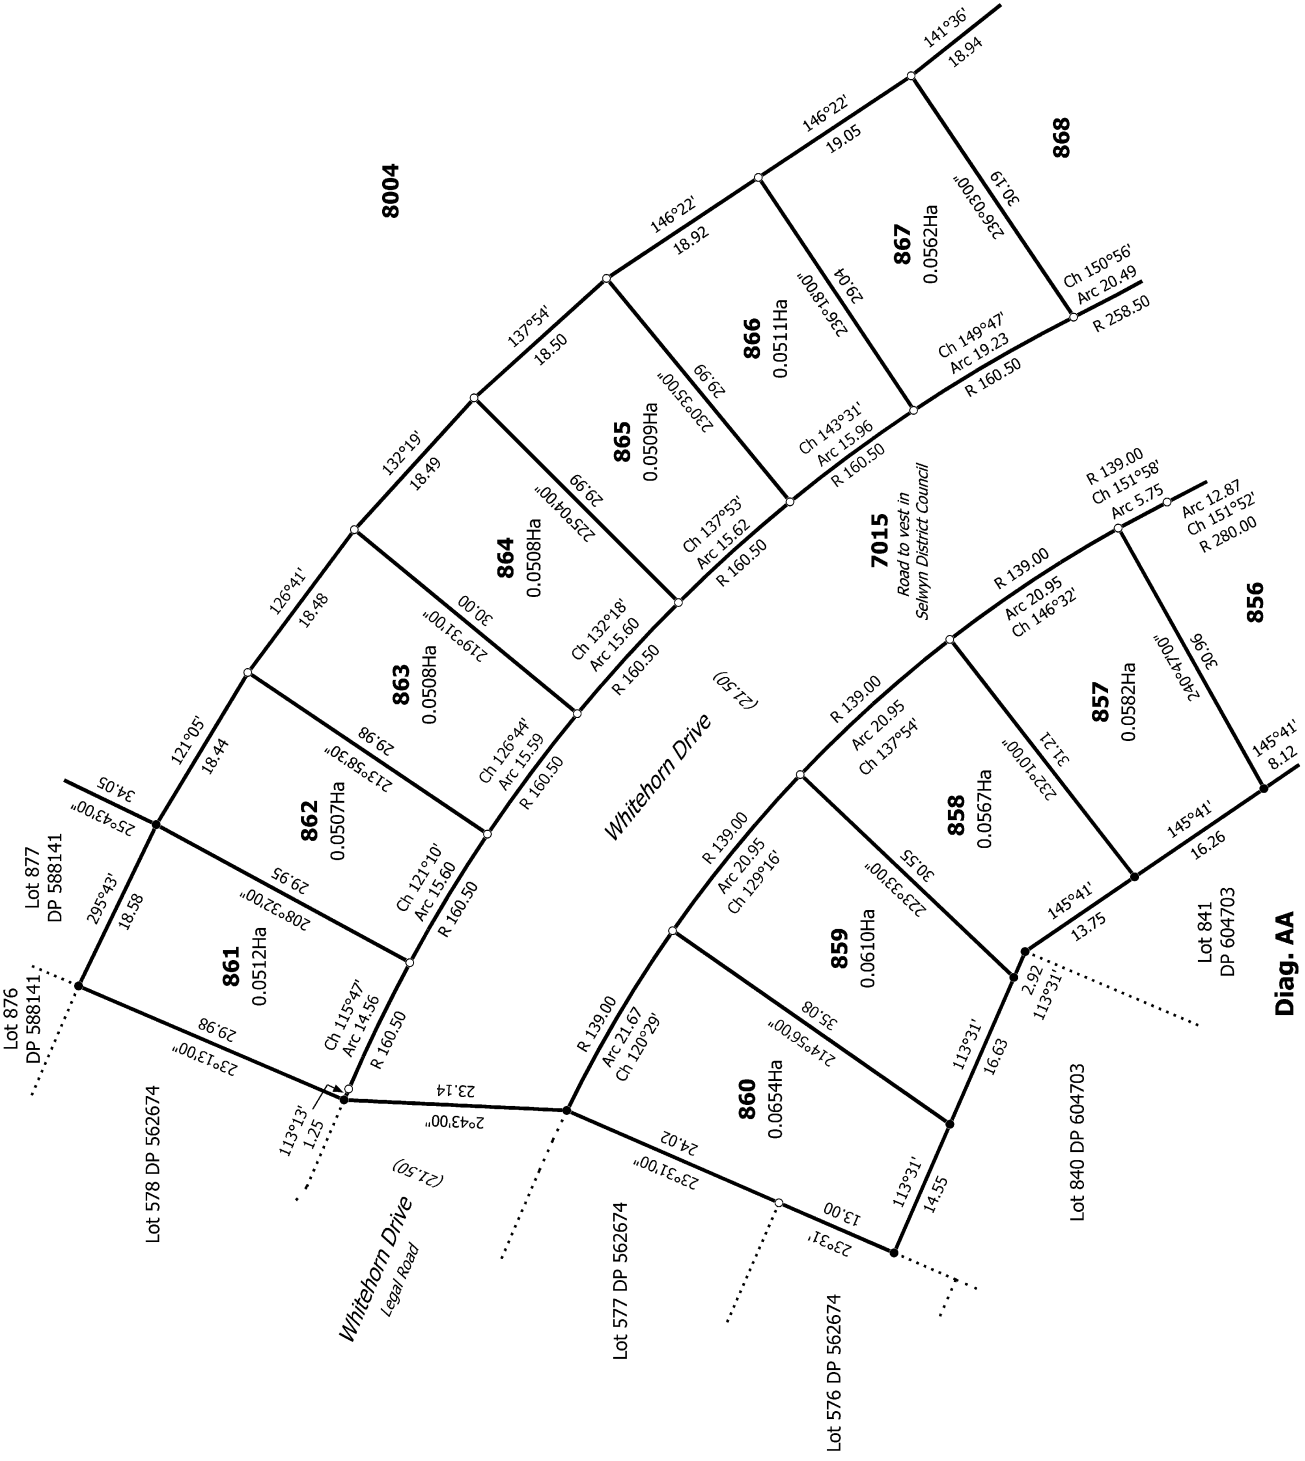 8004
868
141°36'
18.94
146°22'
19.05
146°22'
18.92
137°54'
18.50
132°19'
18.49
126°41'
18.48
121°05'
18.44
25°43'00"
34.05
295°43'
18.58
Lot 877
DP 588141
Lot 876
DP 588141
867
0.0562Ha
236°03'00"
30.19
Ch 150°56'
Arc 20.49
R 258.50
Ch 149°47'
Arc 19.23
R 160.50
236°18'00"
29.04
866
0.0511Ha
Ch 143°31'
Arc 15.96
R 160.50
230°35'00"
29.99
865
0.0509Ha
Ch 137°53'
Arc 15.62
R 160.50
225°04'00"
29.99
864
0.0508Ha
Ch 132°18'
Arc 15.60
R 160.50
219°31'00"
30.00
863
0.0508Ha
Ch 126°44'
Arc 15.59
R 160.50
213°58'30"
29.98
862
0.0507Ha
Ch 121°10'
Arc 15.60
R 160.50
208°32'00"
29.95
861
0.0512Ha
Ch 115°47'
Arc 14.56
R 160.50
23°13'00"
29.98
Lot 578 DP 562674
113°13'
1.25
2°43'00"
23.14
Whitehorn Drive
Legal Road
(21.50)
Whitehorn Drive
(21.50)
7015
Road to vest in
Selwyn District Council
R 139.00
Ch 151°58'
Arc 5.75
Arc 12.87
Ch 151°52'
R 280.00
856
R 139.00
Arc 20.95
Ch 146°32'
857
0.0582Ha
240°47'00"
30.96
145°41'
8.12
145°41'
16.26
R 139.00
Arc 20.95
Ch 137°54'
858
0.0567Ha
232°10'00"
31.21
145°41'
13.75
Lot 841
DP 604703
R 139.00
Arc 20.95
Ch 129°16'
859
0.0610Ha
223°33'00"
30.55
2.92
113°31'
113°31'
16.63
R 139.00
Arc 21.67
Ch 120°29'
860
0.0654Ha
214°56'00"
35.08
23°31'00"
24.02
23°31'
13.00
113°31'
14.55
Lot 840 DP 604703
Lot 577 DP 562674
Lot 576 DP 562674
Diag. AA